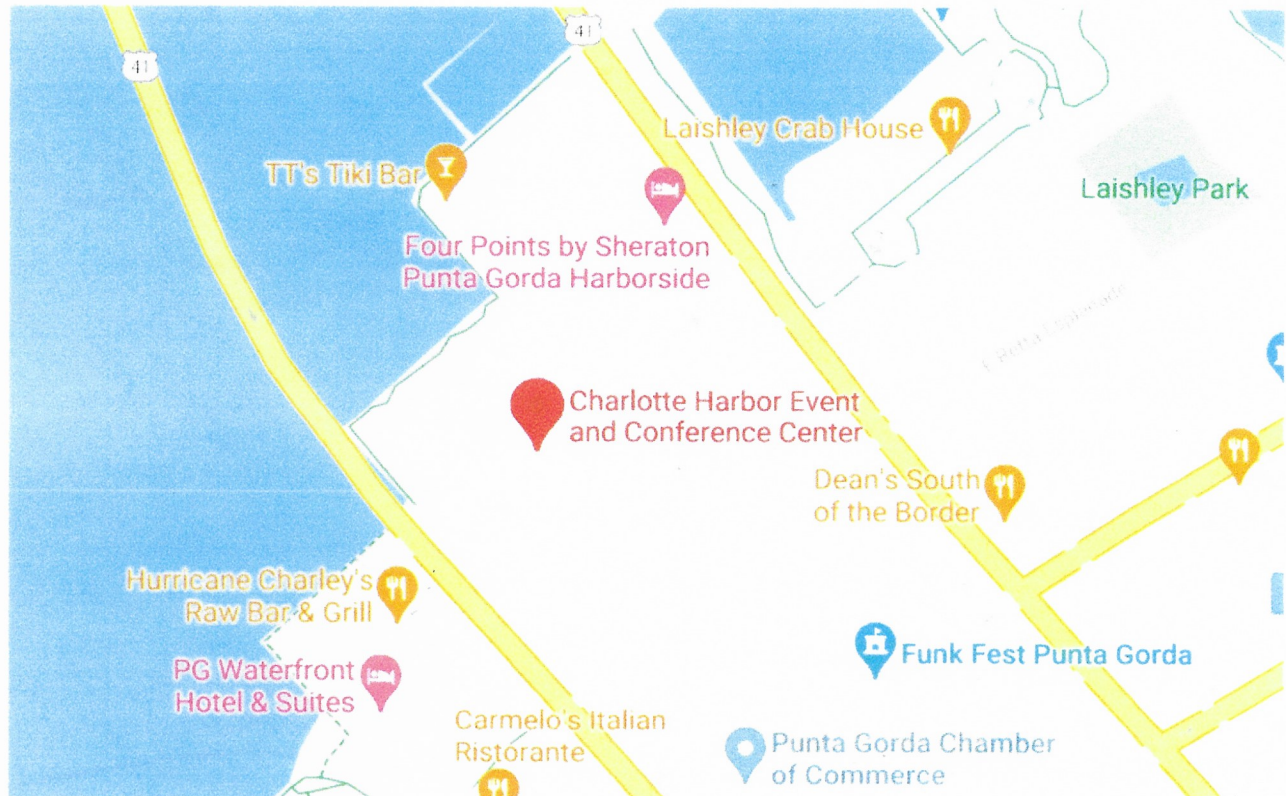 41
41
Laishley Crab House
TT's Tiki Bar
Laishley Park
Four Points by Sheraton
Punta Gorda Harborside
E Retta Esplanade
Charlotte Harbor Event
and Conference Center
Dean's South
of the Border
Hurricane Charley's
Raw Bar & Grill
Funk Fest Punta Gorda
PG Waterfront
Hotel & Suites
Carmelo's Italian
Ristorante
Punta Gorda Chamber
of Commerce